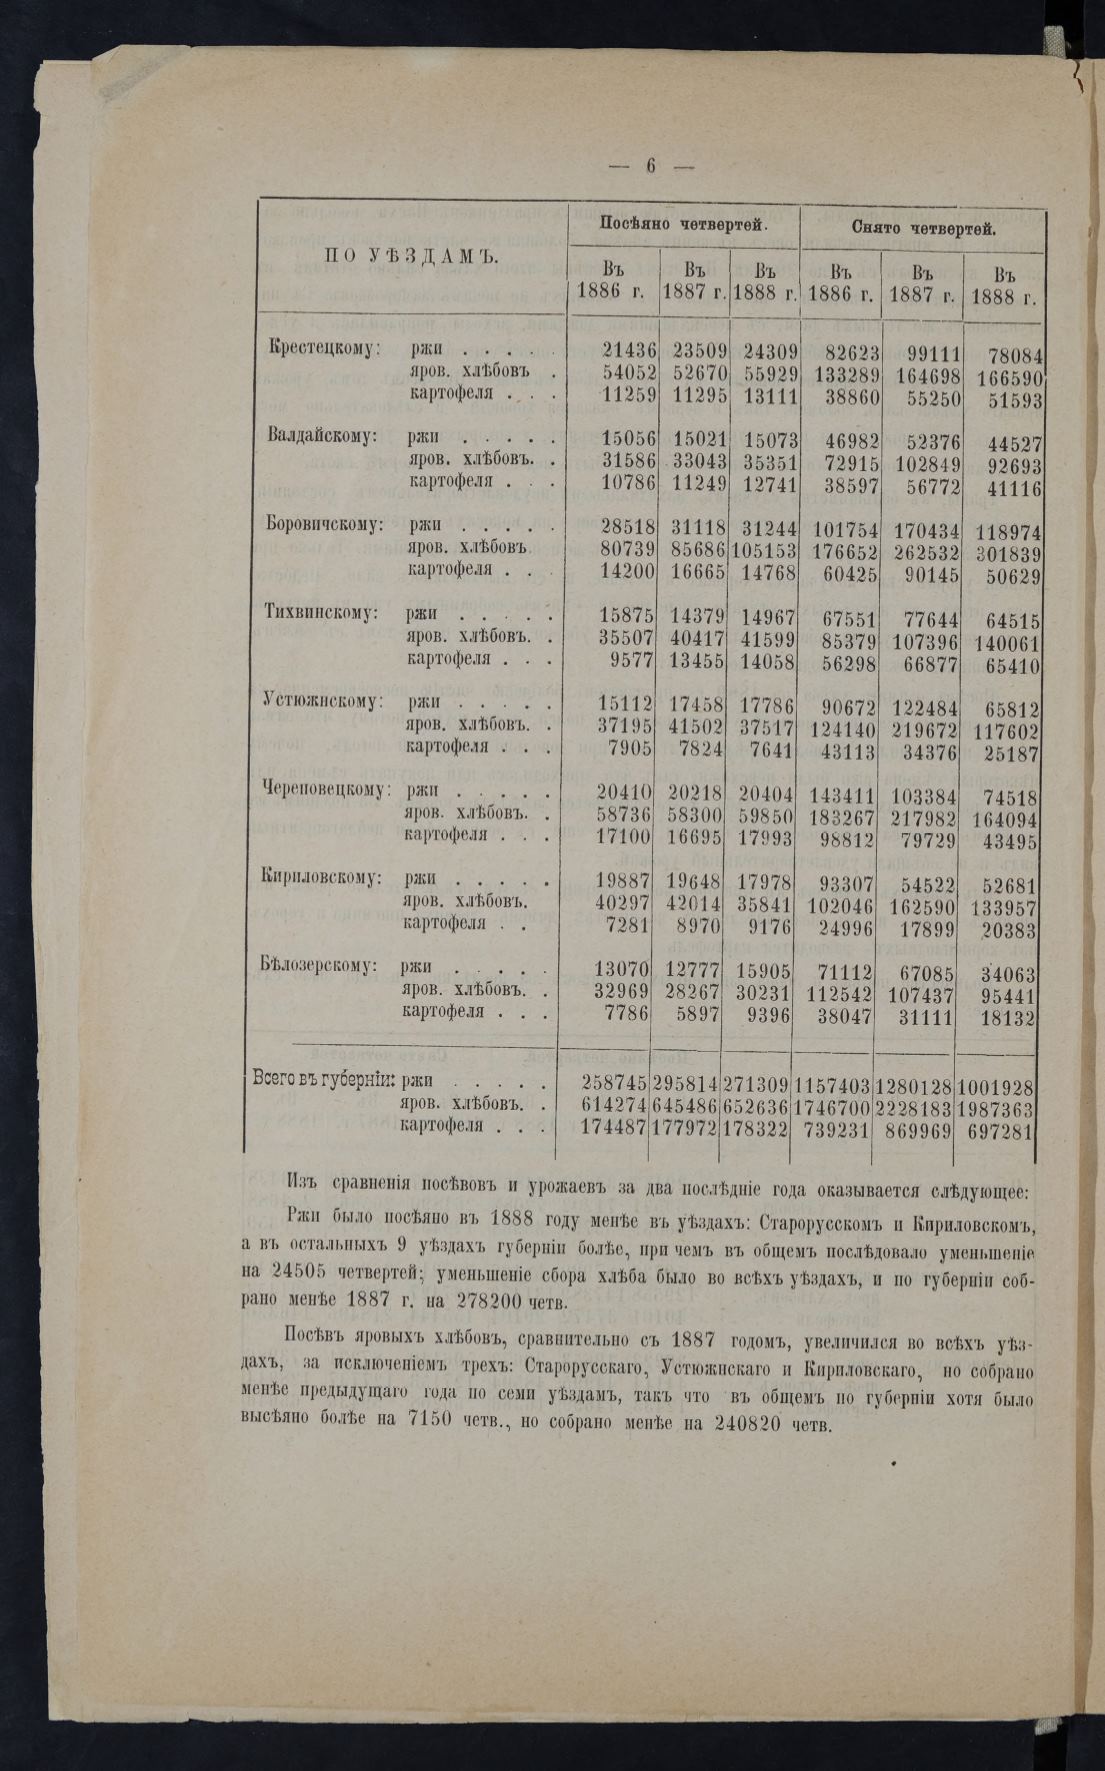 — 6 —
ПО УѢЗДАМЪ. Посѣяно четвертей. Снято четвертей.
Въ 1886 г. Въ 1887 г. Въ 1888 г. Въ 1886 г. Въ 1887 г. Въ 1888 г.
Крестецкому: ржи . . . . . 21436 23509 24309 82623 99111 78084
яров. хлѣбовъ . 54052 52670 55929 133289 164698 166590
картофеля . . . 11259 11295 13111 38860 55250 51593
Валдайскому: ржи . . . . . 15056 15021 15073 46982 52376 44527
яров. хлѣбовъ. . 31586 33043 35351 72915 102849 92693
картофеля . . . 10786 11249 12741 38597 56772 41116
Боровичскому: ржи . . . . . 28518 31118 31244 101754 170434 118974
яров. хлѣбовъ. 80739 85686 105153 176652 262532 301839
картофеля . . . 14200 16665 14768 60425 90145 50629
Тихвинскому: ржи . . . . . 15875 14379 14967 67551 77644 64515
яров. хлѣбовъ. . 35507 40417 41599 85379 107396 140061
картофеля . . . 9577 13455 14058 56298 66877 65410
Устюжнскому: ржи . . . . . 15112 17458 17786 90672 122484 65812
яров. хлѣбовъ. . 37195 41502 37517 124140 219672 117602
картофеля . . . 7905 7824 7641 43113 34376 25187
Череповецкому: ржи . . . . . 20410 20218 20404 143411 103384 74518
яров. хлѣбовъ. . 58736 58300 59850 183267 217982 164094
картофеля . . . 17100 16695 17993 98812 79729 43495
Кириловскому: ржи . . . . . 19887 19648 17978 93307 54522 52681
яров. хлѣбовъ. 40297 42014 35841 102046 162590 133957
картофеля . . 7281 8970 9176 24996 17899 20383
Бѣлозерскому: ржи . . . . . 13070 12777 15905 71112 67085 34063
яров. хлѣбовъ. . 32969 28267 30231 112542 107437 95441
картофеля . . . 7786 5897 9396 38047 31111 18132
Всего въ губерніи: ржи . . . . . 258745 295814 271309 1157403 1280128 1001928
яров. хлѣбовъ. . 614274 645486 652636 1746700 2228183 1987363
картофеля . . . 174487 177972 178322 739231 869969 697281
Изъ сравненія посѣвовъ и урожаевъ за два послѣдніе года оказывается слѣдующее:
Ржи было посѣяно въ 1888 году менѣе въ уѣздахъ: Старорусскомъ и Кириловскомъ,
а въ остальныхъ 9 уѣздахъ губерніи болѣе, при чемъ въ общемъ послѣдовало уменьшеніе
на 24505 четвертей; уменьшеніе сбора хлѣба было во всѣхъ уѣздахъ, и по губерніи соб-
рано менѣе 1887 г. на 278200 четв.
Посѣвъ яровыхъ хлѣбовъ, сравнительно съ 1887 годомъ, увеличился во всѣхъ уѣз-
дахъ, за исключеніемъ трехъ: Старорусскаго, Устюжнскаго и Кириловскаго, но собрано
менѣе предыдущаго года по семи уѣздамъ, такъ что въ общемъ по губерніи хотя было
высѣяно болѣе на 7150 четв., но собрано менѣе на 240820 четв.